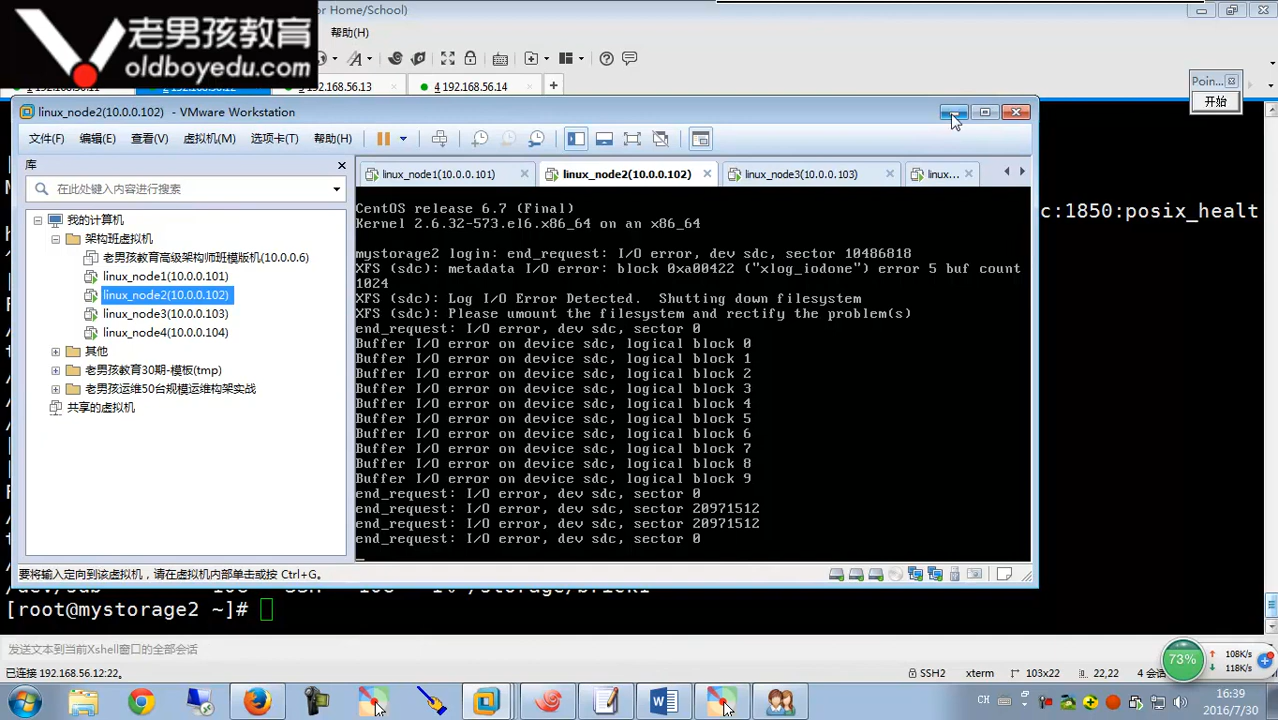 or Home/School)
老男孩教育
oldboyedu.com
帮助(H)
192.168.56.13
4 192.168.56.14
Poin...
开始
linux_node2(10.0.0.102) - VMware Workstation
文件(F) 编辑(E) 查看(V) 虚拟机(M) 选项卡(T) 帮助(H)
库
在此处键入内容进行搜索
我的计算机
架构班虚拟机
老男孩教育高级架构师班模版机(10.0.0.6)
linux_node1(10.0.0.101)
linux_node2(10.0.0.102)
linux_node3(10.0.0.103)
linux_node4(10.0.0.104)
其他
老男孩教育30期-模板(tmp)
老男孩运维50台规模运维构架实战
共享的虚拟机
linux_node1(10.0.0.101) linux_node2(10.0.0.102) linux_node3(10.0.0.103) linux...
CentOS release 6.7 (Final)
Kernel 2.6.32-573.el6.x86_64 on an x86_64
mystorage2 login: end_request: I/O error, dev sdc, sector 10486818
XFS (sdc): metadata I/O error: block 0xa00422 ("xlog_iodone") error 5 buf count
1024
XFS (sdc): Log I/O Error Detected.  Shutting down filesystem
XFS (sdc): Please umount the filesystem and rectify the problem(s)
end_request: I/O error, dev sdc, sector 0
Buffer I/O error on device sdc, logical block 0
Buffer I/O error on device sdc, logical block 1
Buffer I/O error on device sdc, logical block 2
Buffer I/O error on device sdc, logical block 3
Buffer I/O error on device sdc, logical block 4
Buffer I/O error on device sdc, logical block 5
Buffer I/O error on device sdc, logical block 6
Buffer I/O error on device sdc, logical block 7
Buffer I/O error on device sdc, logical block 8
Buffer I/O error on device sdc, logical block 9
end_request: I/O error, dev sdc, sector 0
end_request: I/O error, dev sdc, sector 20971512
end_request: I/O error, dev sdc, sector 20971512
end_request: I/O error, dev sdc, sector 0
c:1850:posix_healt
要将输入定向到该虚拟机，请在虚拟机内部单击或按 Ctrl+G。
[root@mystorage2 ~]#
发送文本到当前Xshell窗口的全部会话
已连接 192.168.56.12:22。
SSH2 xterm 103x22 22,22 4 会话
73%
108K/s
118K/s
CH
16:39
2016/7/30